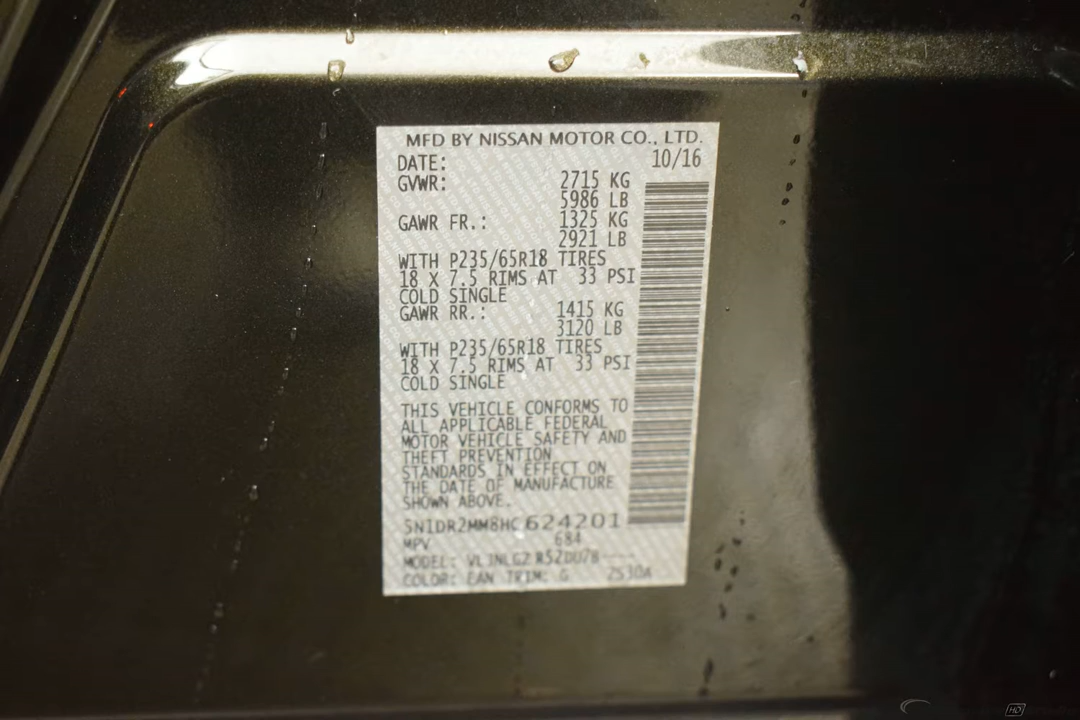 MFD BY NISSAN MOTOR CO., LTD.
DATE: 10/16
GVWR: 2715 KG
5986 LB
GAWR FR.: 1325 KG
2921 LB
WITH P235/65R18 TIRES
18 X 7.5 RIMS AT 33 PSI
COLD SINGLE
GAWR RR.: 1415 KG
3120 LB
WITH P235/65R18 TIRES
18 X 7.5 RIMS AT 33 PSI
COLD SINGLE
THIS VEHICLE CONFORMS TO
ALL APPLICABLE FEDERAL
MOTOR VEHICLE SAFETY AND
THEFT PREVENTION
STANDARDS IN EFFECT ON
THE DATE OF MANUFACTURE
SHOWN ABOVE.
5N1DR2MM8HC624201
MPV 684
MODEL:
COLOR: EAN TRIM: G
HD